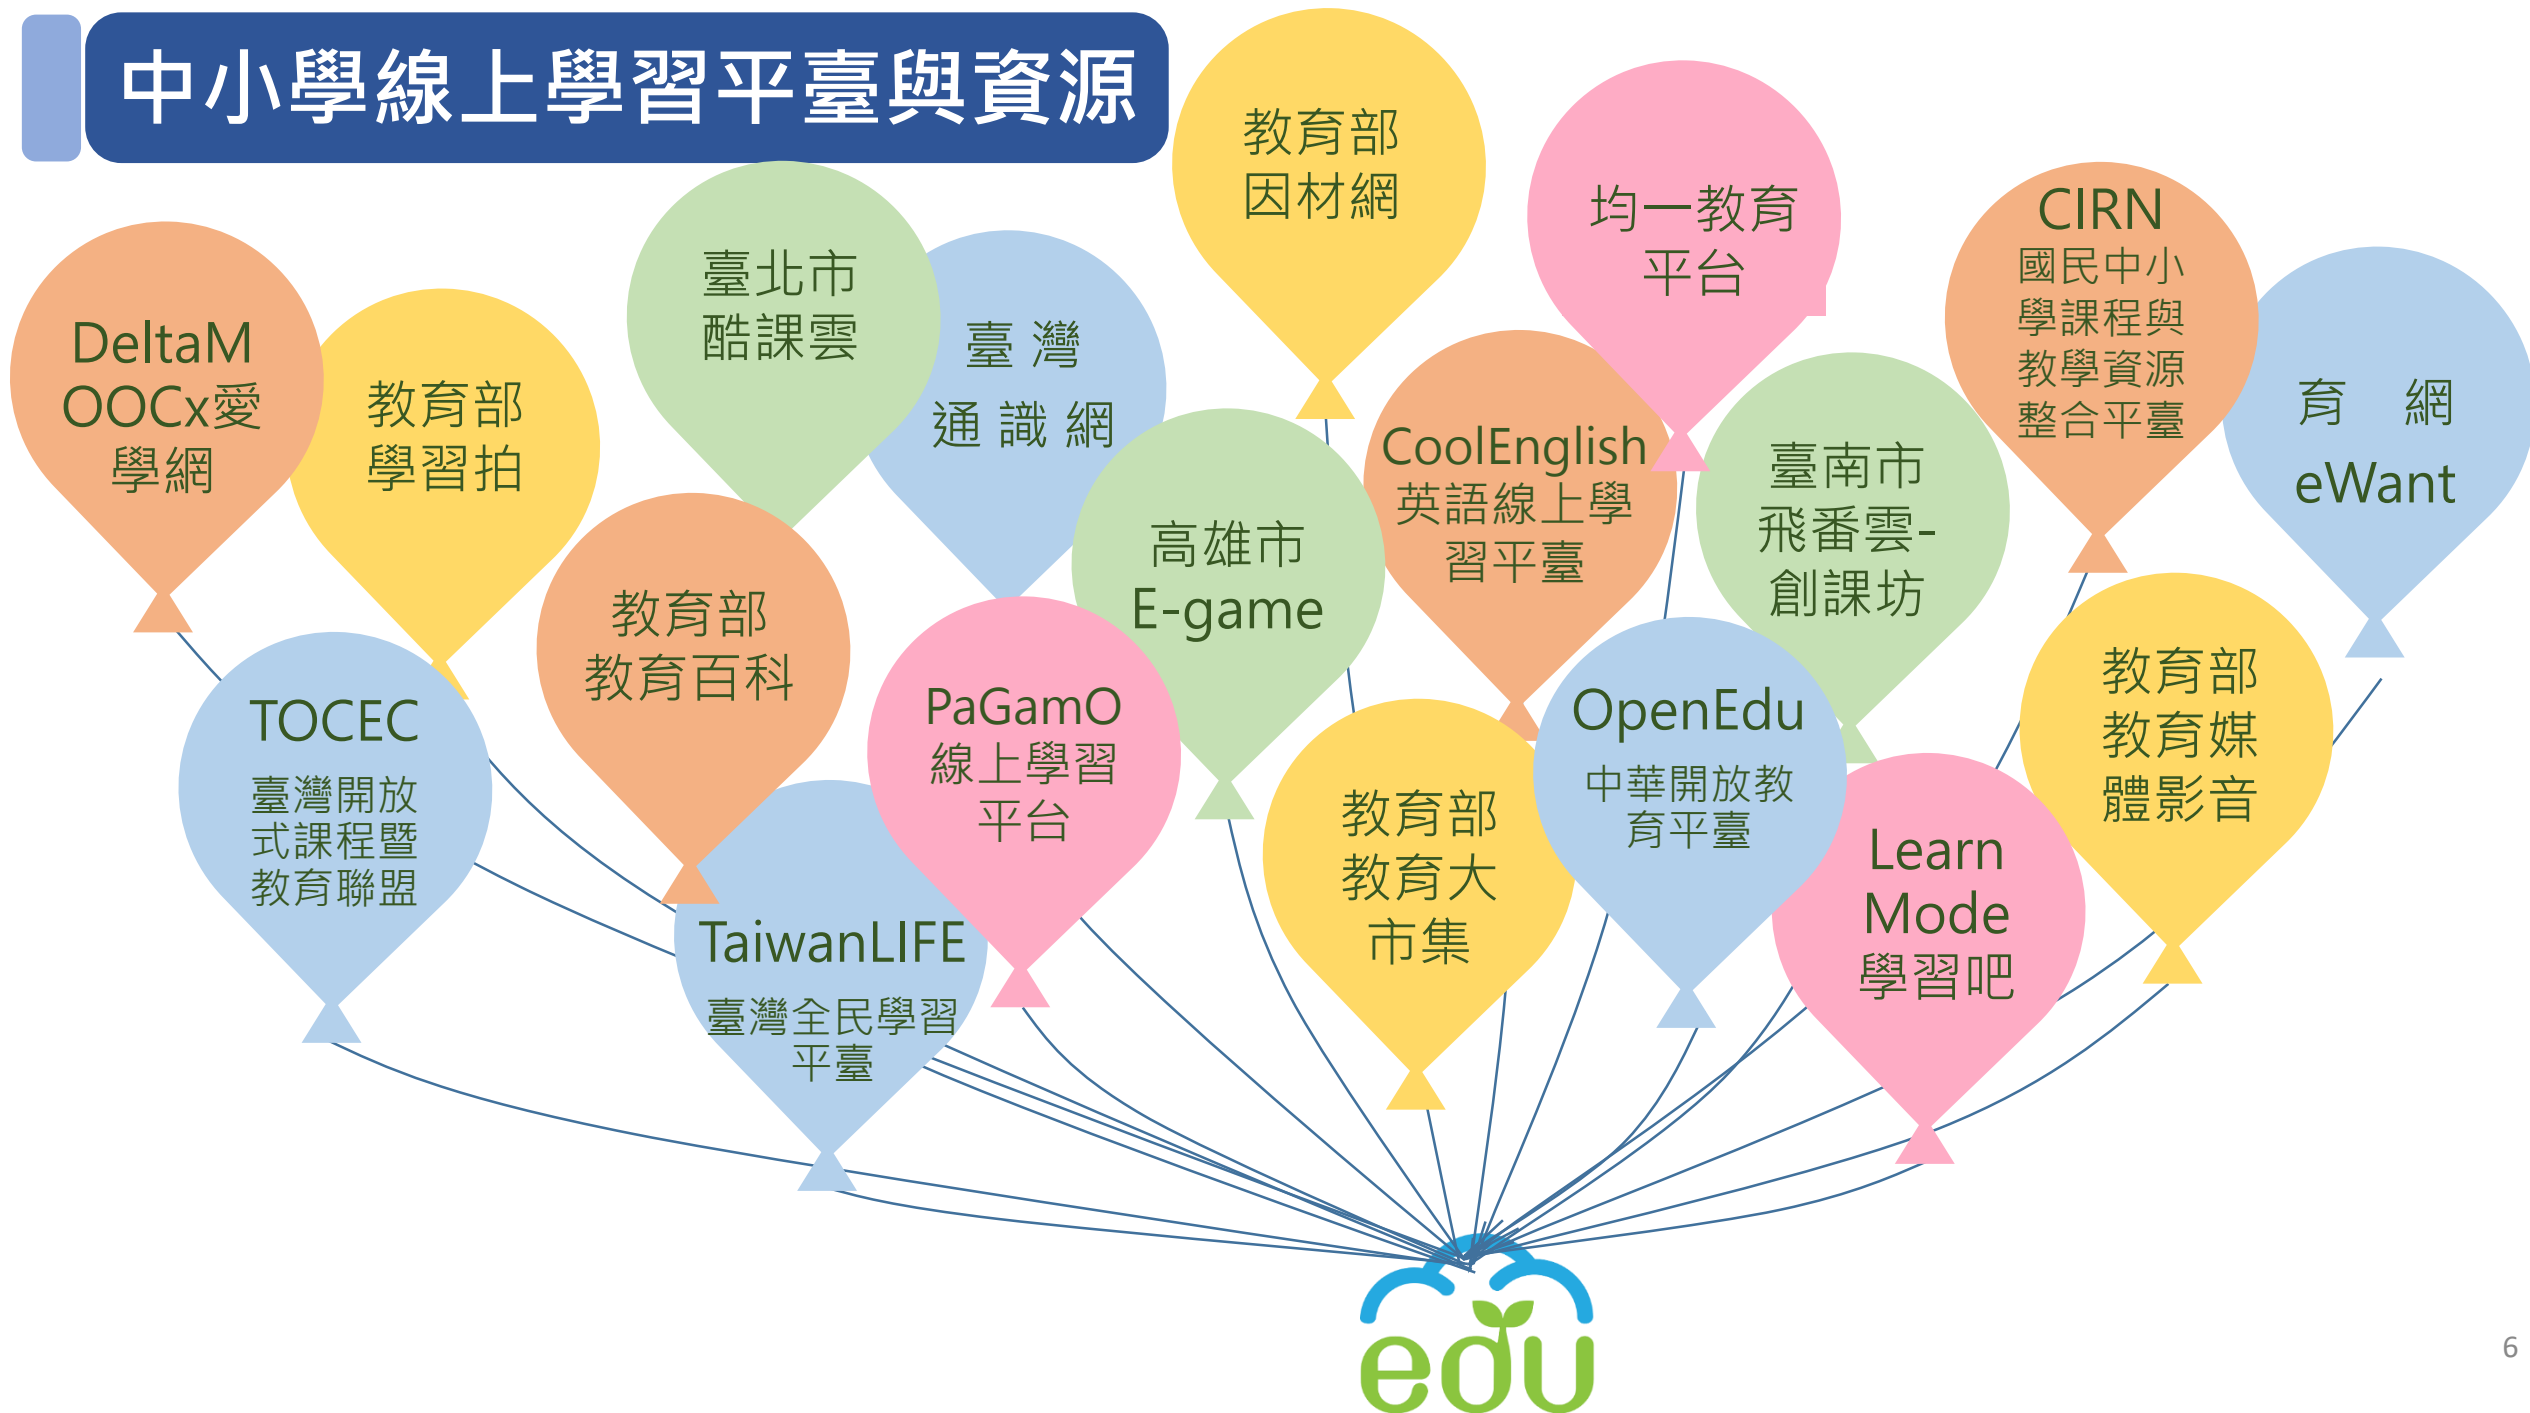 中小學線上學習平臺與資源
DeltaM
OOCx愛
學網
教育部
學習拍
臺北市
酷課雲
臺 灣
通 識 網
教育部
因材網
均一教育
平台
CIRN
國民中小
學課程與
教學資源
整合平臺
育 網
eWant
CoolEnglish
英語線上學
習平臺
臺南市
飛番雲-
創課坊
高雄市
E-game
教育部
教育百科
TOCEC
臺灣開放
式課程暨
教育聯盟
PaGamO
線上學習
平台
OpenEdu
中華開放教
育平臺
教育部
教育媒
體影音
教育部
教育大
市集
Learn
Mode
學習吧
TaiwanLIFE
臺灣全民學習
平臺
edu
6